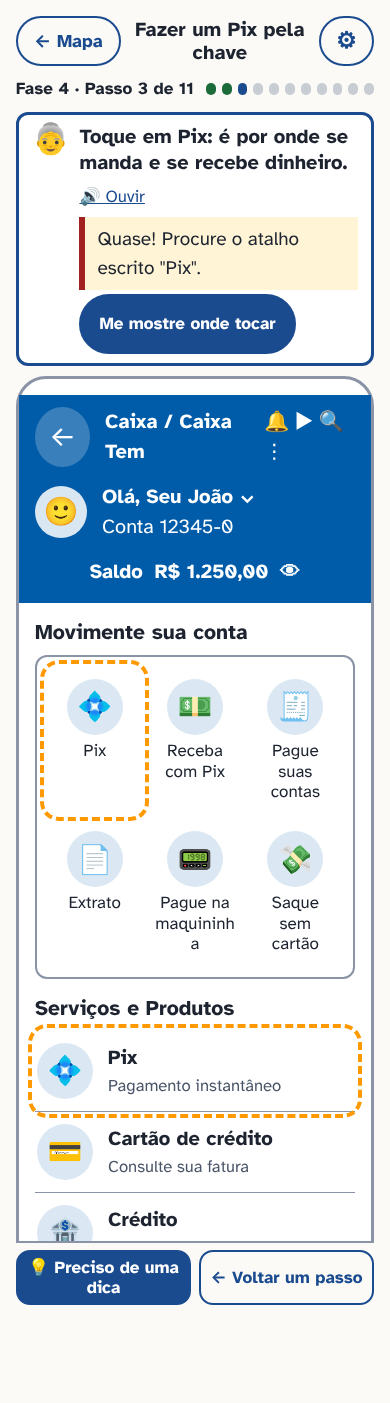 ← Mapa
Fazer um Pix pela
chave
Fase 4 · Passo 3 de 11
Toque em Pix: é por onde se
manda e se recebe dinheiro.
Ouvir
Quase! Procure o atalho
escrito "Pix".
Me mostre onde tocar
←
Caixa / Caixa
Tem
Olá, Seu João
Conta 12345-0
Saldo R$ 1.250,00
Movimente sua conta
Pix
Receba
com Pix
Pague
suas
contas
Extrato
Pague na
maquininh
a
Saque
sem
cartão
Serviços e Produtos
Pix
Pagamento instantâneo
Cartão de crédito
Consulte sua fatura
Crédito
Preciso de uma
dica
← Voltar um passo